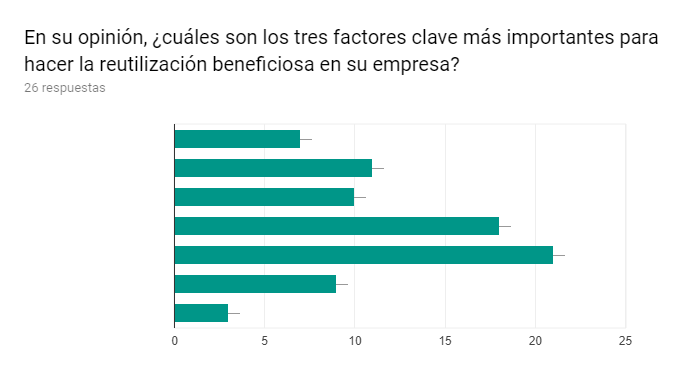 En su opinión, ¿cuáles son los tres factores clave más importantes para
hacer la reutilización beneficiosa en su empresa?
26 respuestas
0 5 10 15 20 25